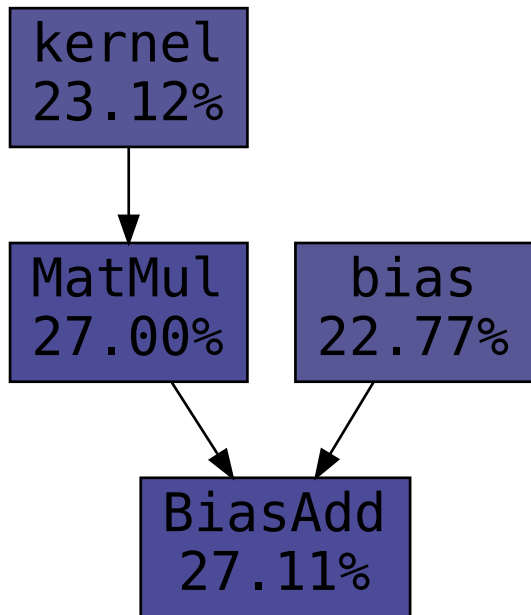 kernel
23.12%
MatMul
27.00%
bias
22.77%
BiasAdd
27.11%